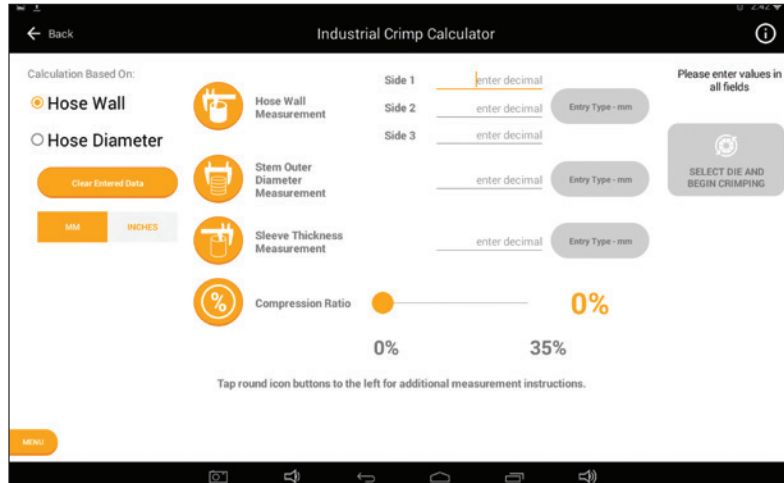 2:42
Back
Industrial Crimp Calculator
Calculation Based On:
Hose Wall
Hose Diameter
Clear Entered Data
MM
INCHES
Hose Wall
Measurement
Side 1
enter decimal
Side 2
enter decimal
Side 3
enter decimal
Entry Type - mm
Stem Outer
Diameter
Measurement
enter decimal
Entry Type - mm
Sleeve Thickness
Measurement
enter decimal
Entry Type - mm
%
Compression Ratio
0%
0%
35%
Tap round icon buttons to the left for additional measurement instructions.
Please enter values in
all fields
SELECT DIE AND
BEGIN CRIMPING
MENU